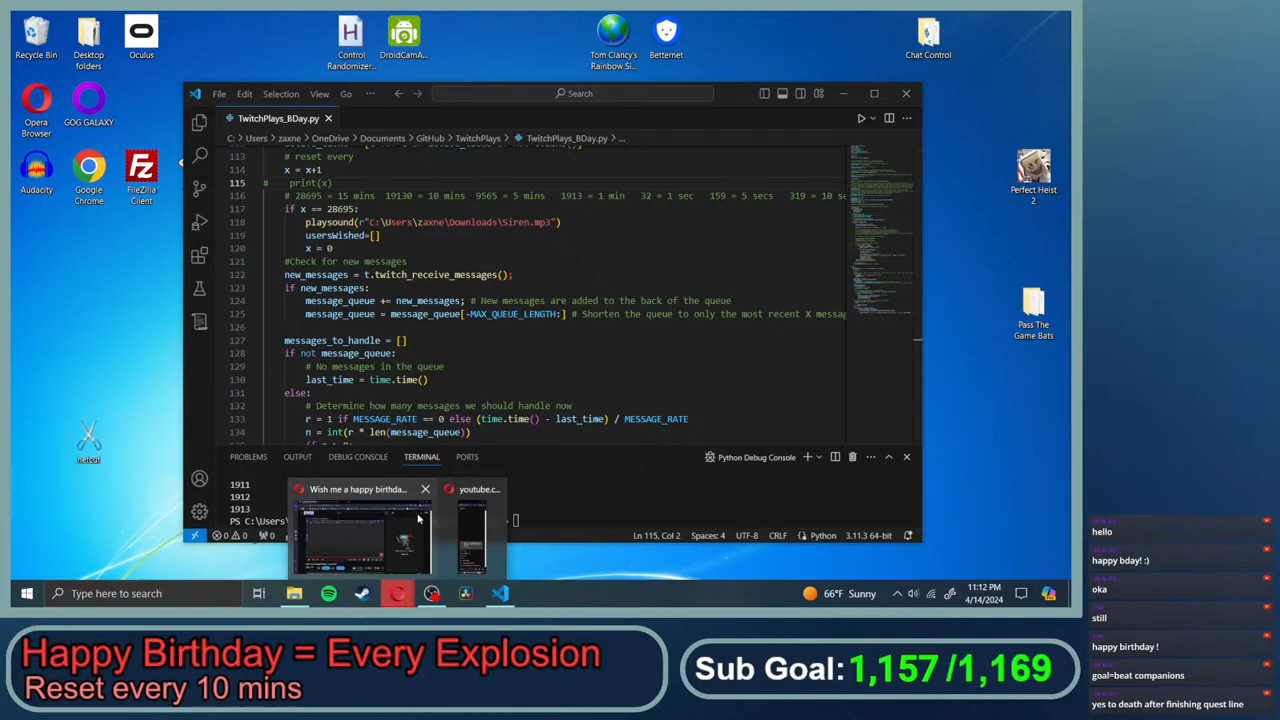 Recycle Bin
Desktop folders
Oculus
Control Randomizer...
DroidCamA...
Tom Clancy's Rainbow Si...
Betternet
Chat Control
Opera Browser
GOG GALAXY
Audacity
Google Chrome
FileZilla Client
netcut
Perfect Heist 2
Pass The Game Bats
File Edit Selection View Go ... Search
TwitchPlays_BDay.py
C: > Users > zaxne > OneDrive > Documents > GitHub > TwitchPlays > TwitchPlays_BDay.py > ...
113 # reset every
114 x = x+1
115 # print(x)
116 # 28695 = 15 mins 19130 = 10 mins 9565 = 5 mins 1913 = 1 min 32 = 1 sec 159 = 5 secs 319 = 10 se
117 if x == 28695:
118 playsound(r"C:\Users\zaxne\Downloads\Siren.mp3")
119 usersWished=[]
120 x = 0
121 #Check for new messages
122 new_messages = t.twitch_receive_messages();
123 if new_messages:
124 message_queue += new_messages; # New messages are added to the back of the queue
125 message_queue = message_queue[-MAX_QUEUE_LENGTH:] # Shorten the queue to only the most recent X messag
126
127 messages_to_handle = []
128 if not message_queue:
129 # No messages in the queue
130 last_time = time.time()
131 else:
132 # Determine how many messages we should handle now
133 r = 1 if MESSAGE_RATE == 0 else (time.time() - last_time) / MESSAGE_RATE
134 n = int(r * len(message_queue))
PROBLEMS OUTPUT DEBUG CONSOLE TERMINAL PORTS Python Debug Console
1911
1912
1913
PS C:\Users\
Wish me a happy birthda...
youtube.c...
0 0 0 Ln 115, Col 2 Spaces: 4 UTF-8 CRLF Python 3.11.3 64-bit
Type here to search
66°F Sunny
11:12 PM
4/14/2024
Happy Birthday = Every Explosion
Reset every 10 mins
Sub Goal: 1,157 /1,169
hello
happy bday! :)
oka
still
happy birthday !
goal=beat companions
yes to death after finishing quest line